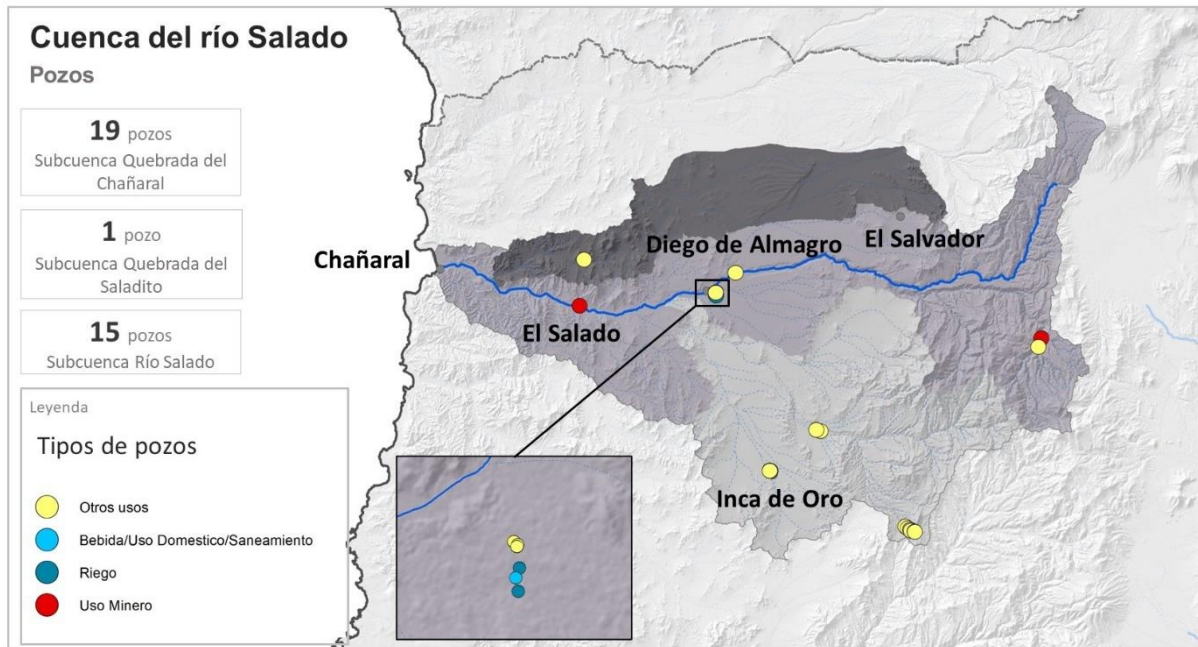 Cuenca del río Salado
Pozos
19 pozos
Subcuenca Quebrada del
Chañaral
1 pozo
Subcuenca Quebrada del
Saladito
15 pozos
Subcuenca Río Salado
Leyenda
Tipos de pozos
Otros usos
Bebida/Uso Domestico/Saneamiento
Riego
Uso Minero
Chañaral
Diego de Almagro
El Salvador
El Salado
Inca de Oro